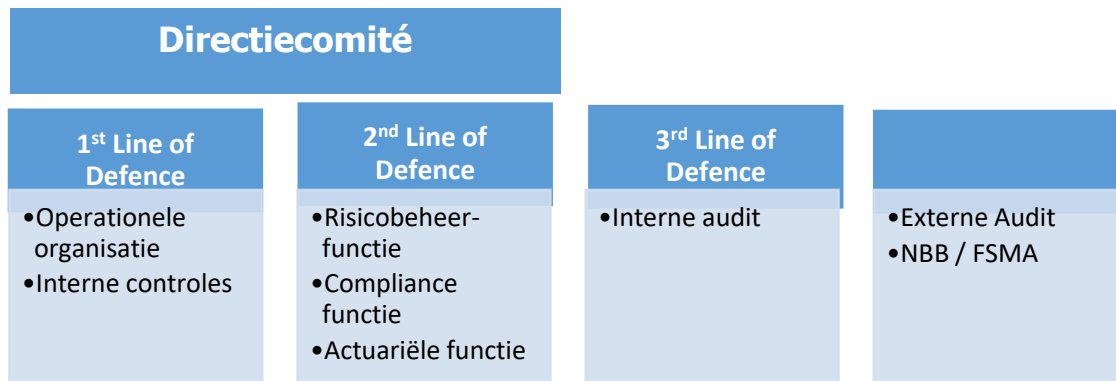 Directiecomité
1st Line of
Defence
•Operationele
organisatie
•Interne controles
2nd Line of
Defence
•Risicobeheer-
functie
•Compliance
functie
•Actuariële functie
3rd Line of
Defence
•Interne audit
•Externe Audit
•NBB / FSMA